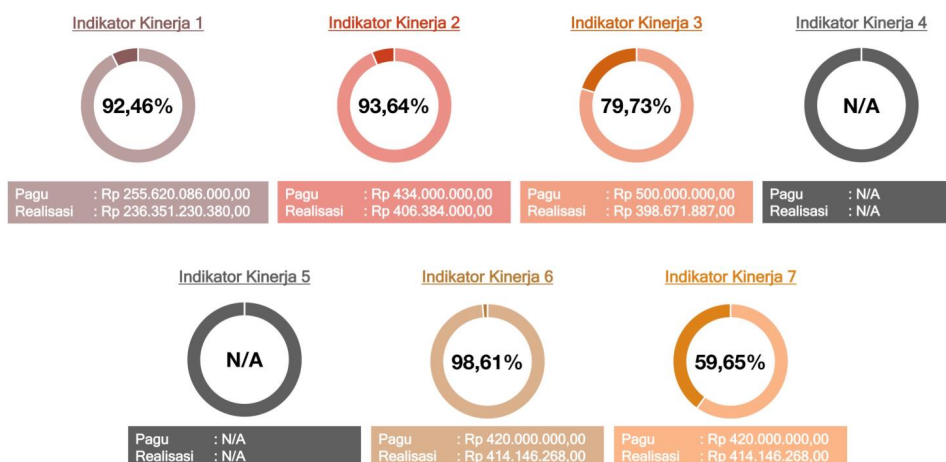 Indikator Kinerja 1
Indikator Kinerja 2
Indikator Kinerja 3
Indikator Kinerja 4
92,46%
93,64%
79,73%
N/A
Pagu : Rp 255.620.086.000,00
Realisasi : Rp 236.351.230.380,00
Pagu : Rp 434.000.000,00
Realisasi : Rp 406.384.000,00
Pagu : Rp 500.000.000,00
Realisasi : Rp 398.671.887,00
Pagu : N/A
Realisasi : N/A
Indikator Kinerja 5
Indikator Kinerja 6
Indikator Kinerja 7
N/A
98,61%
59,65%
Pagu : N/A
Realisasi : N/A
Pagu : Rp 420.000.000,00
Realisasi : Rp 414.146.268,00
Pagu : Rp 420.000.000,00
Realisasi : Rp 414.146.268,00